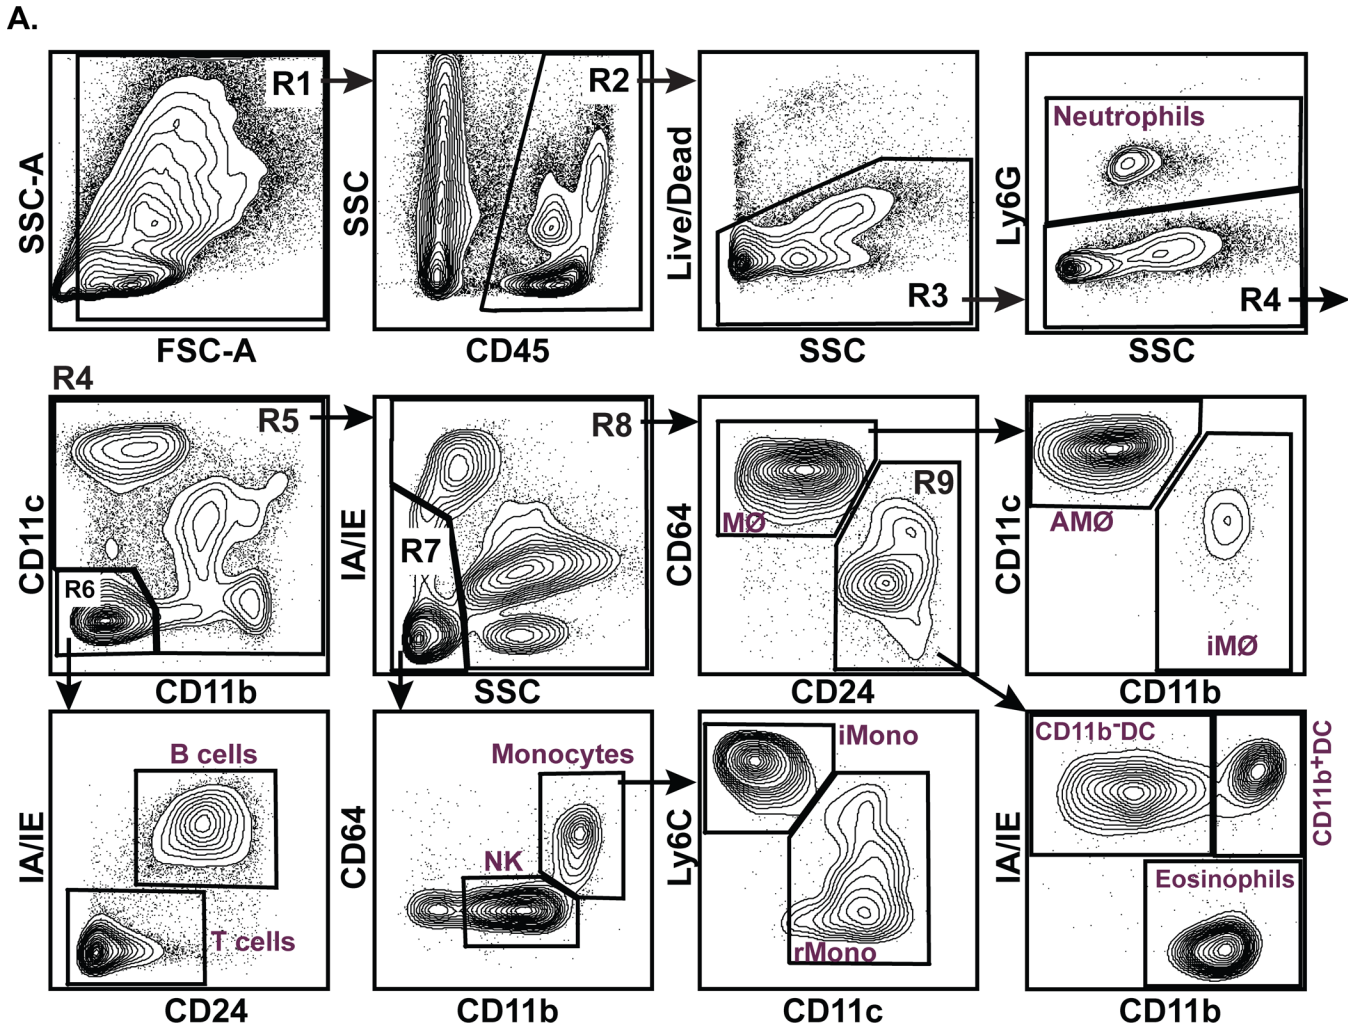 A.
SSC-A
R1
FSC-A
SSC
R2
CD45
Live/Dead
R3
SSC
Ly6G
Neutrophils
R4
SSC
R4
CD11c
R5
R6
CD11b
IA/IE
R8
R7
SSC
CD64
MØ
R9
CD24
CD11c
AMØ
iMØ
CD11b
IA/IE
B cells
T cells
CD24
CD64
Monocytes
NK
CD11b
Ly6C
iMono
rMono
CD11c
IA/IE
CD11b⁻DC
CD11b⁺DC
Eosinophils
CD11b